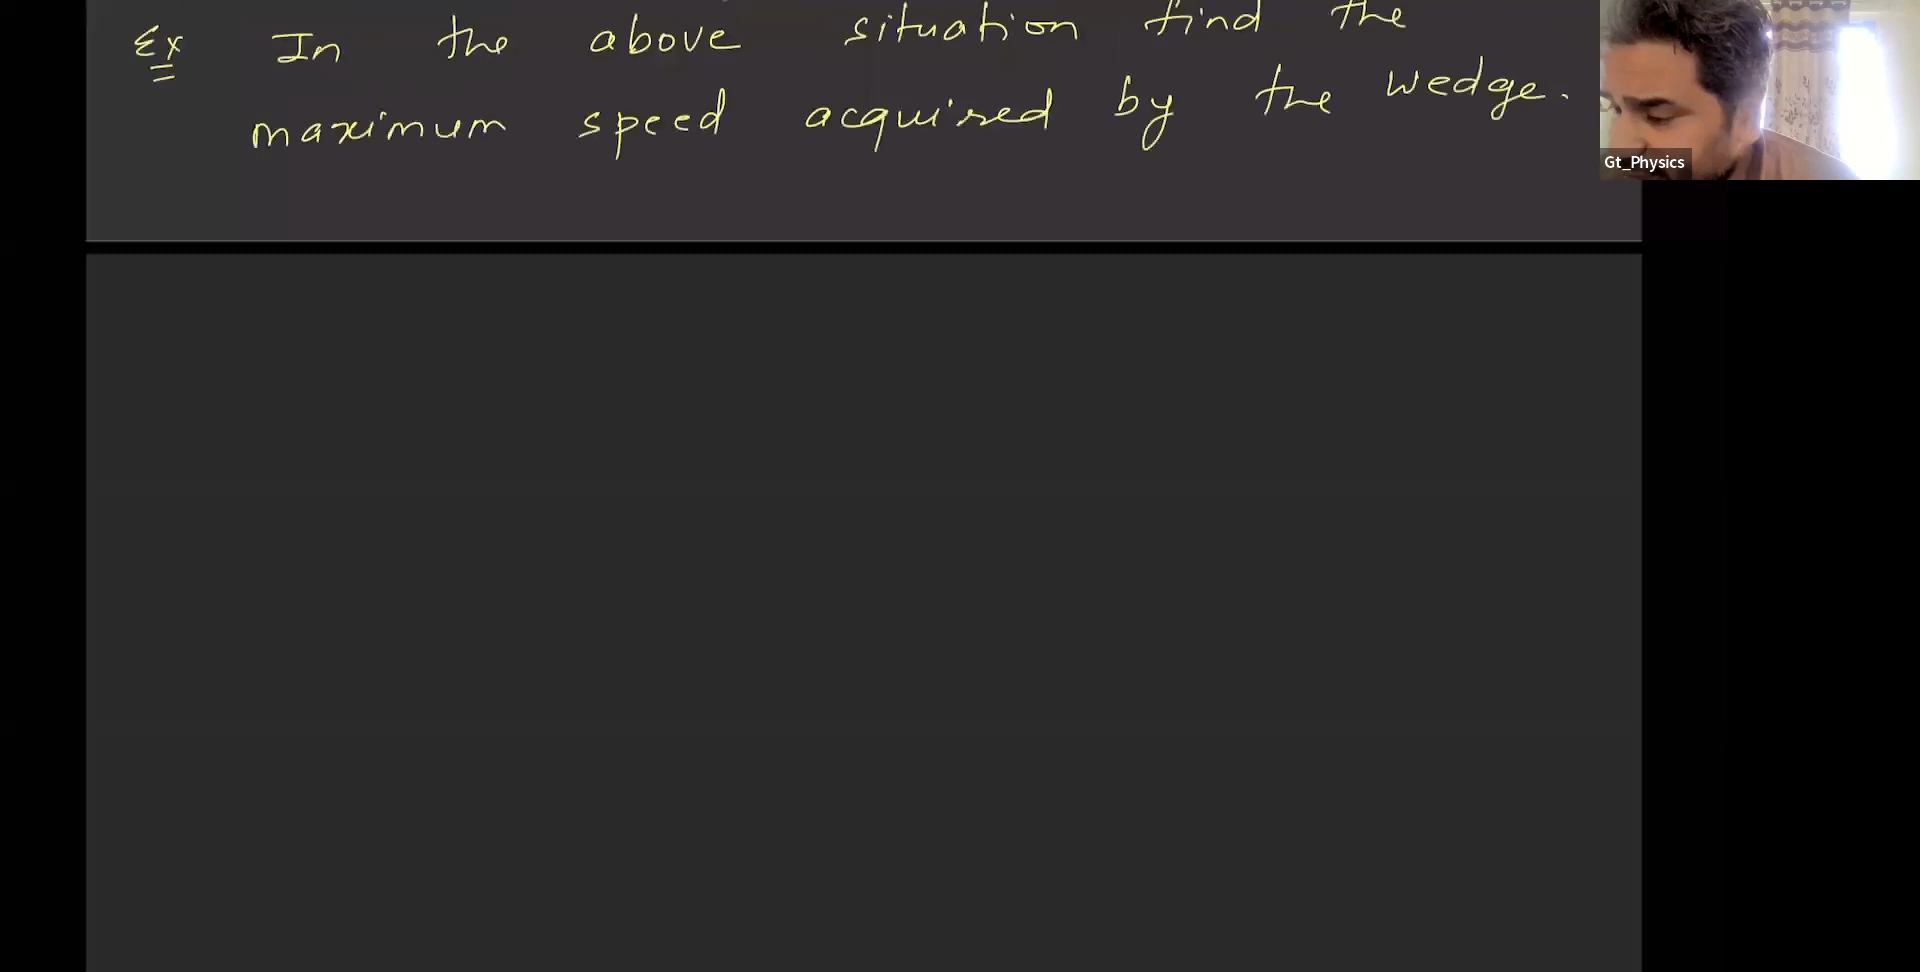 Ex In the above situation find the
maximum speed acquired by the wedge.
Gt_Physics